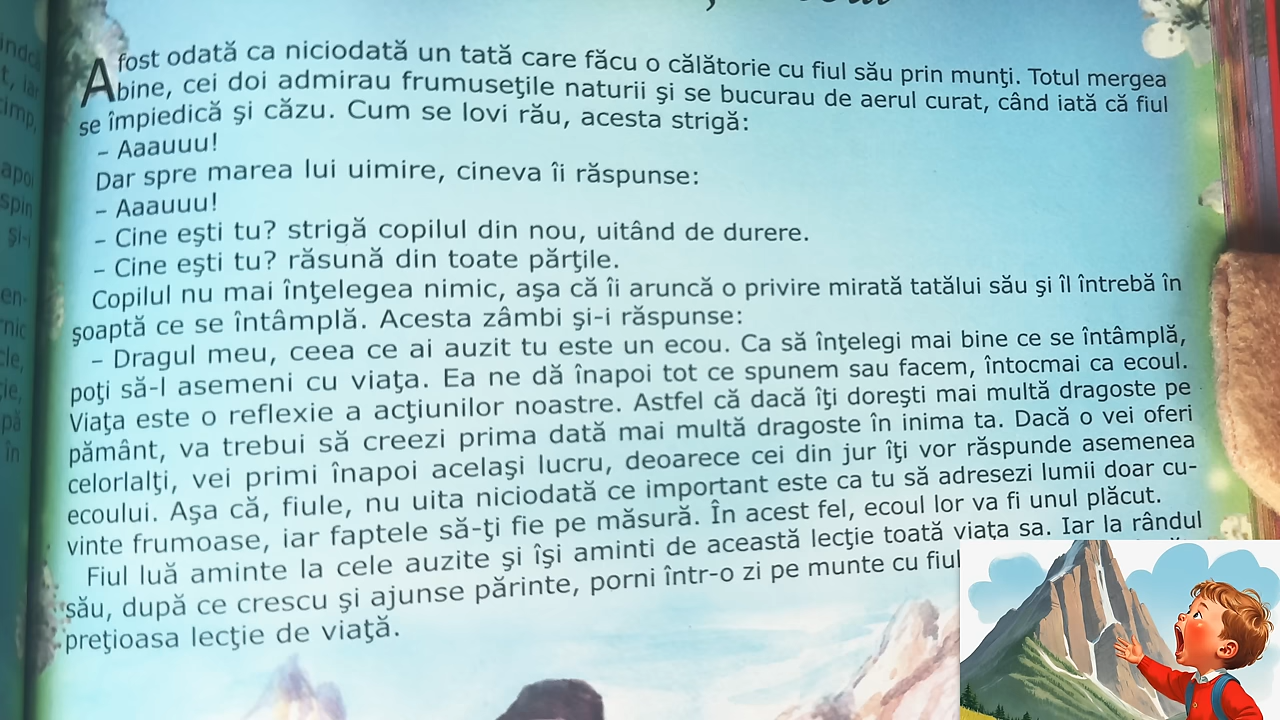 A fost odată ca niciodată un tată care făcu o călătorie cu fiul său prin munţi. Totul mergea
bine, cei doi admirau frumuseţile naturii şi se bucurau de aerul curat, când iată că fiul
se împiedică şi căzu. Cum se lovi rău, acesta strigă:
– Aaauuu!
Dar spre marea lui uimire, cineva îi răspunse:
– Aaauuu!
– Cine eşti tu? strigă copilul din nou, uitând de durere.
– Cine eşti tu? răsună din toate părţile.
Copilul nu mai înţelegea nimic, aşa că îi aruncă o privire mirată tatălui său şi îl întrebă în
şoaptă ce se întâmplă. Acesta zâmbi şi-i răspunse:
– Dragul meu, ceea ce ai auzit tu este un ecou. Ca să înţelegi mai bine ce se întâmplă,
poţi să-l asemeni cu viaţa. Ea ne dă înapoi tot ce spunem sau facem, întocmai ca ecoul.
Viaţa este o reflexie a acţiunilor noastre. Astfel că dacă îţi doreşti mai multă dragoste pe
pământ, va trebui să creezi prima dată mai multă dragoste în inima ta. Dacă o vei oferi
celorlalţi, vei primi înapoi acelaşi lucru, deoarece cei din jur îţi vor răspunde asemenea
ecoului. Aşa că, fiule, nu uita niciodată ce important este ca tu să adresezi lumii doar cu-
vinte frumoase, iar faptele să-ţi fie pe măsură. În acest fel, ecoul lor va fi unul plăcut.
Fiul luă aminte la cele auzite şi îşi aminti de această lecţie toată viaţa sa. Iar la rândul
său, după ce crescu şi ajunse părinte, porni într-o zi pe munte cu fiul
preţioasa lecţie de viaţă.